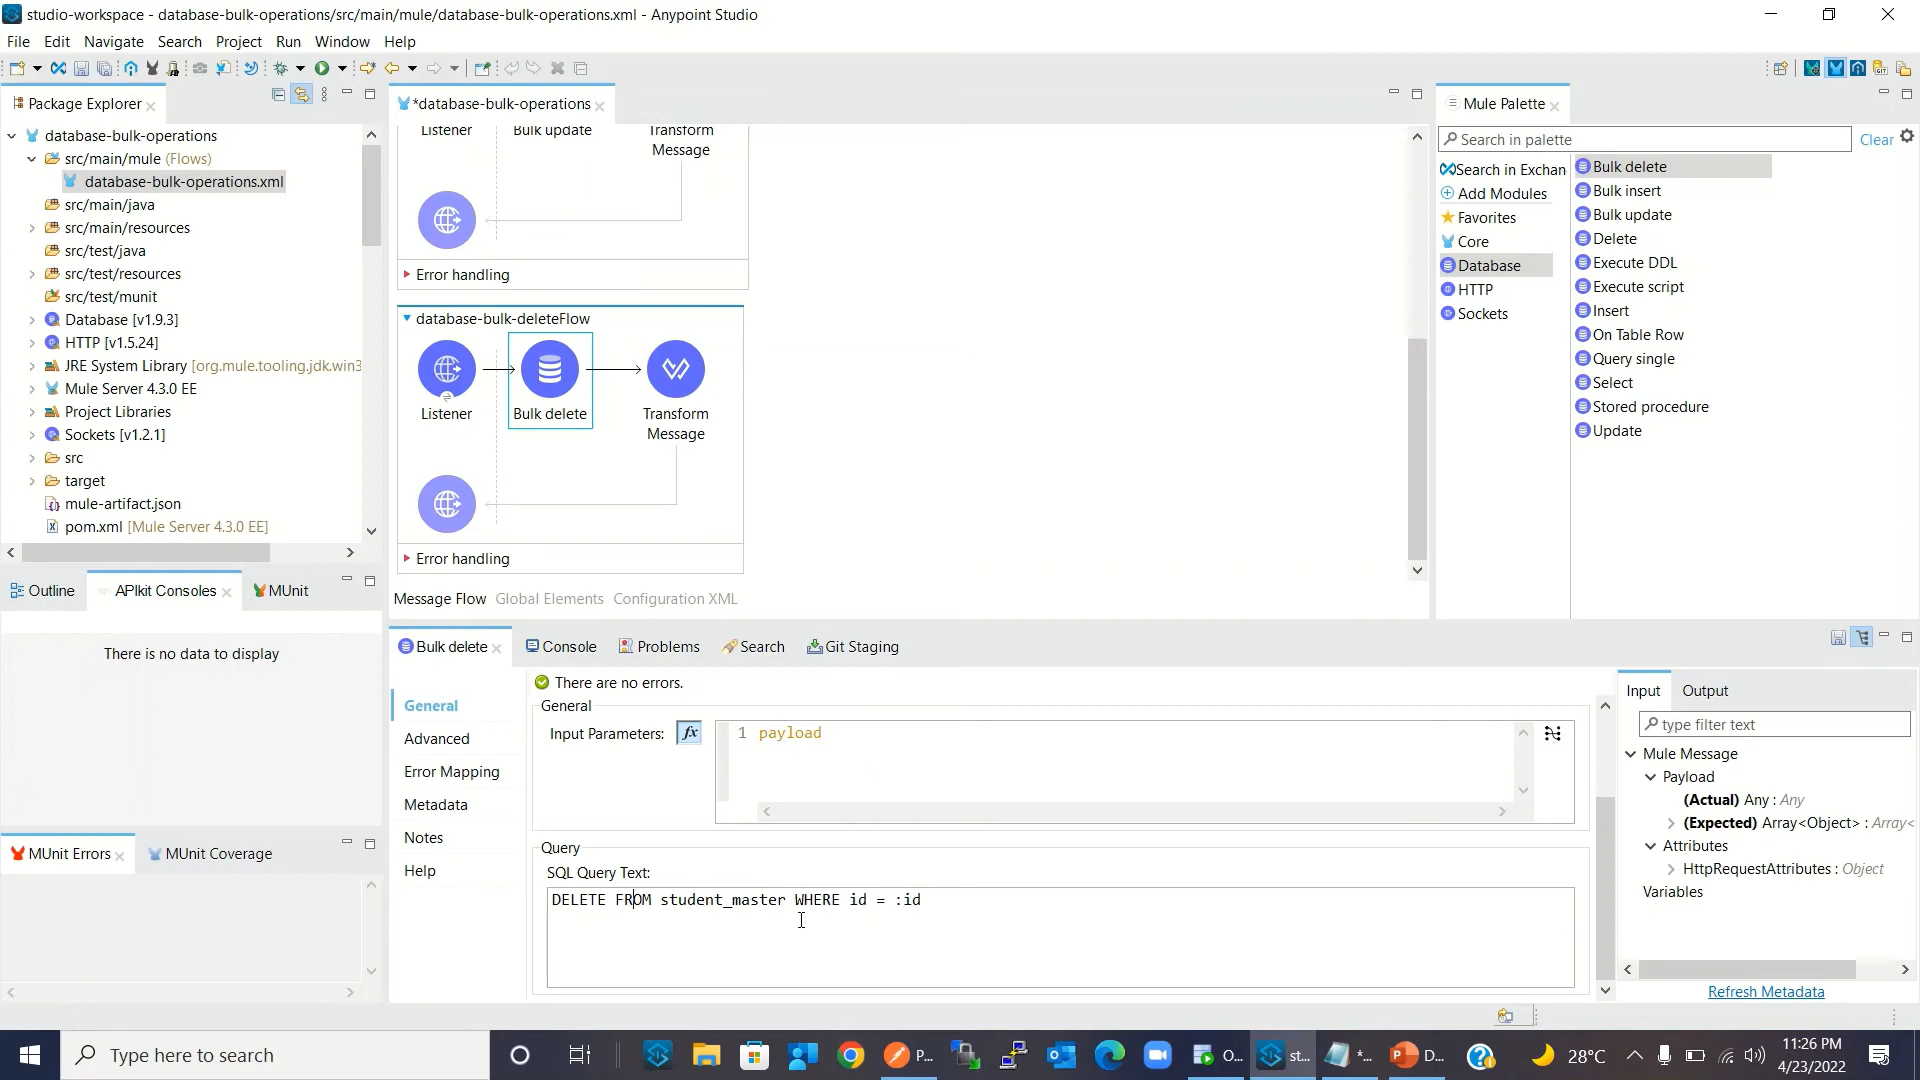 studio-workspace - database-bulk-operations/src/main/mule/database-bulk-operations.xml - Anypoint Studio
File Edit Navigate Search Project Run Window Help
Package Explorer
database-bulk-operations
src/main/mule (Flows)
database-bulk-operations.xml
src/main/java
src/main/resources
src/test/java
src/test/resources
src/test/munit
Database [v1.9.3]
HTTP [v1.5.24]
JRE System Library [org.mule.tooling.jdk.win3
Mule Server 4.3.0 EE
Project Libraries
Sockets [v1.2.1]
src
target
mule-artifact.json
pom.xml [Mule Server 4.3.0 EE]
Outline APIkit Consoles MUnit
There is no data to display
MUnit Errors MUnit Coverage
*database-bulk-operations
Listener Bulk update Transform
Message
Error handling
database-bulk-deleteFlow
Listener Bulk delete Transform
Message
Error handling
Message Flow Global Elements Configuration XML
Mule Palette
Search in palette Clear
Search in Exchan
Add Modules
Favorites
Core
Database
HTTP
Sockets
Bulk delete
Bulk insert
Bulk update
Delete
Execute DDL
Execute script
Insert
On Table Row
Query single
Select
Stored procedure
Update
Bulk delete Console Problems Search Git Staging
There are no errors.
General
Advanced
Error Mapping
Metadata
Notes
Help
General
Input Parameters: fx 1 payload
Query
SQL Query Text:
DELETE FROM student_master WHERE id = :id
Input Output
type filter text
Mule Message
Payload
(Actual) Any : Any
(Expected) Array<Object> : Array<
Attributes
HttpRequestAttributes : Object
Variables
Refresh Metadata
Type here to search
P... O... st... *... D...
28°C
11:26 PM
4/23/2022